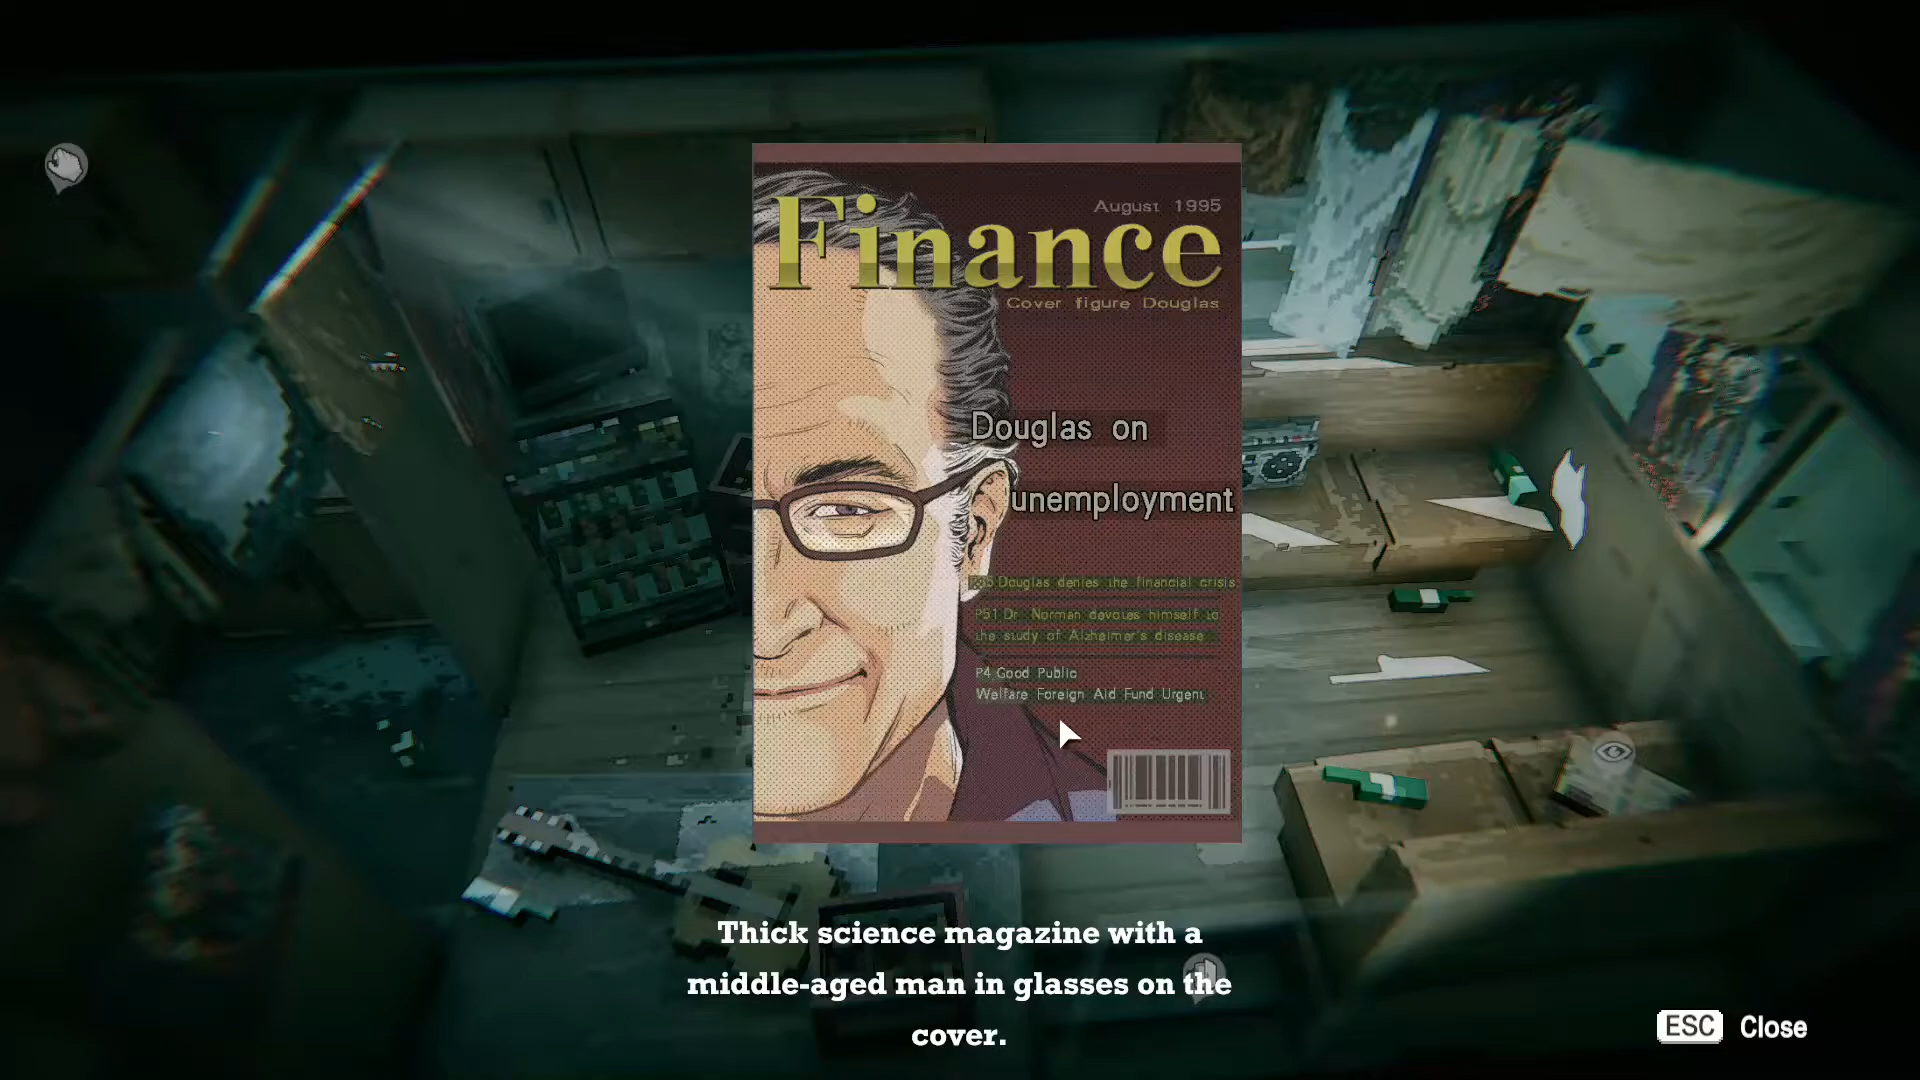 August 1995
Finance
Cover figure Douglas
Douglas on
unemployment
Douglas denies the financial crisis
P51 Dr. Norman devotes himself to
the study of Alzheimer's disease
P4 Good Public
Welfare Foreign Aid Fund Urgent
Thick science magazine with a
middle-aged man in glasses on the
cover.
ESC Close